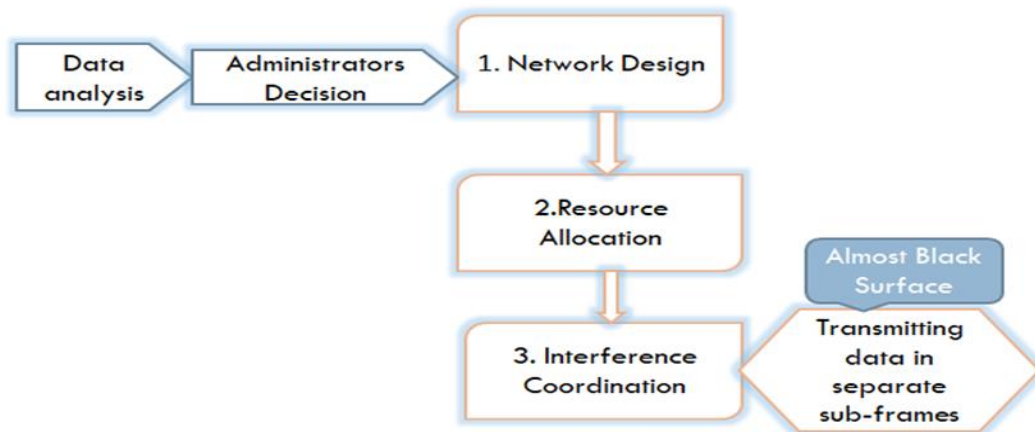 Data
analysis
Administrators
Decision
1. Network Design
2.Resource
Allocation
Almost Black
Surface
3. Interference
Coordination
Transmitting
data in
separate
sub-frames